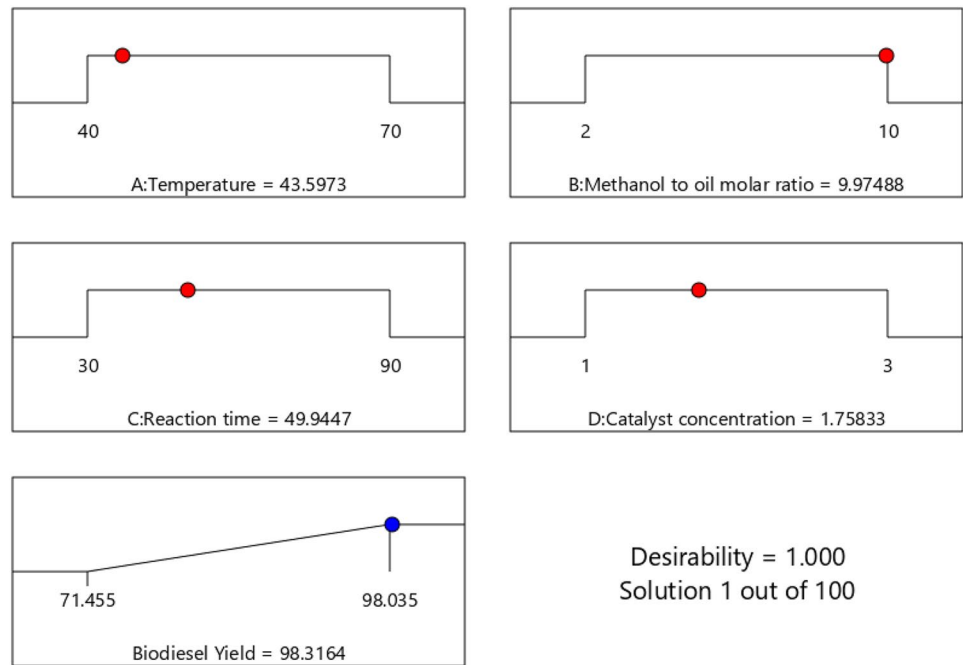 40 70
A:Temperature = 43.5973
2 10
B:Methanol to oil molar ratio = 9.97488
30 90
C:Reaction time = 49.9447
1 3
D:Catalyst concentration = 1.75833
71.455 98.035
Biodiesel Yield = 98.3164
Desirability = 1.000
Solution 1 out of 100